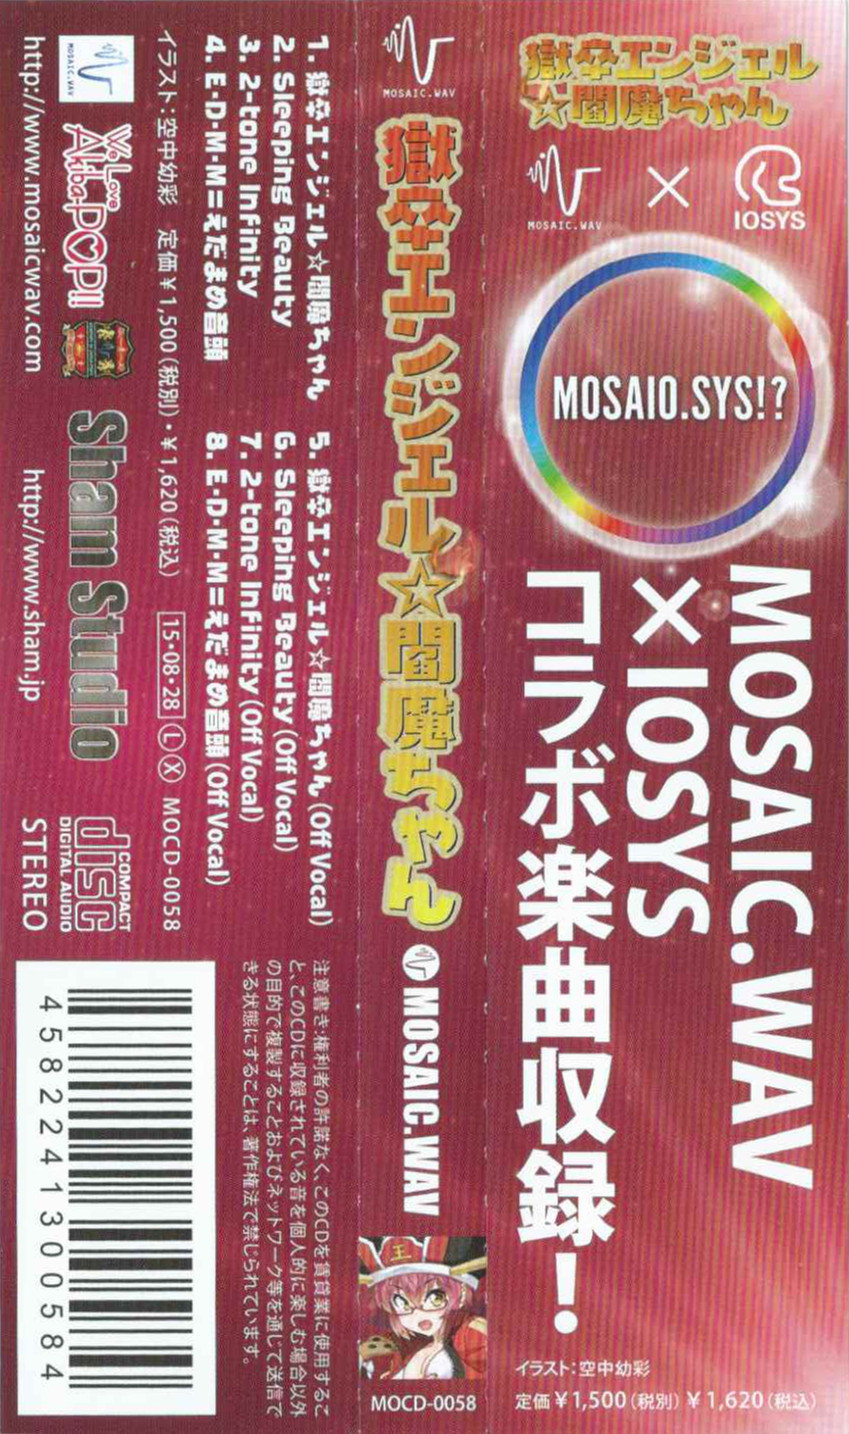 獄卒エンジェル
☆閻魔ちゃん
MOSAIC.WAV
×
IOSYS
MOSAIO.SYS!?
MOSAIC.WAV
×IOSYS
コラボ楽曲収録!
イラスト:空中幼彩
定価¥1,500(税別) ¥1,620(税込)
MOSAIC.WAV
獄卒エンジェル☆閻魔ちゃん
MOSAIC.WAV
王
MOCD-0058
1. 獄卒エンジェル☆閻魔ちゃん
2. Sleeping Beauty
3. 2-tone Infinity
4. E・D・M・M=えだまめ音頭
5. 獄卒エンジェル☆閻魔ちゃん (Off Vocal)
6. Sleeping Beauty (Off Vocal)
7. 2-tone Infinity (Off Vocal)
8. E・D・M・M=えだまめ音頭 (Off Vocal)
イラスト:空中幼彩 定価¥1,500(税別)・¥1,620(税込) 15・08・28 L X MOCD-0058
MOSAIC.WAV
We Love
Akiba-POP!!
Sham Studio
COMPACT
disc
DIGITAL AUDIO
http://www.mosaicwav.com
http://www.sham.jp
STEREO
注意書き:権利者の許諾なく、このCDを賃貸業に使用するこ
と、このCDに収録されている音を個人的に楽しむ場合以外
の目的で複製することおよびネットワーク等を通じて送信で
きる状態にすることは、著作権法で禁じられています。
4582241300584